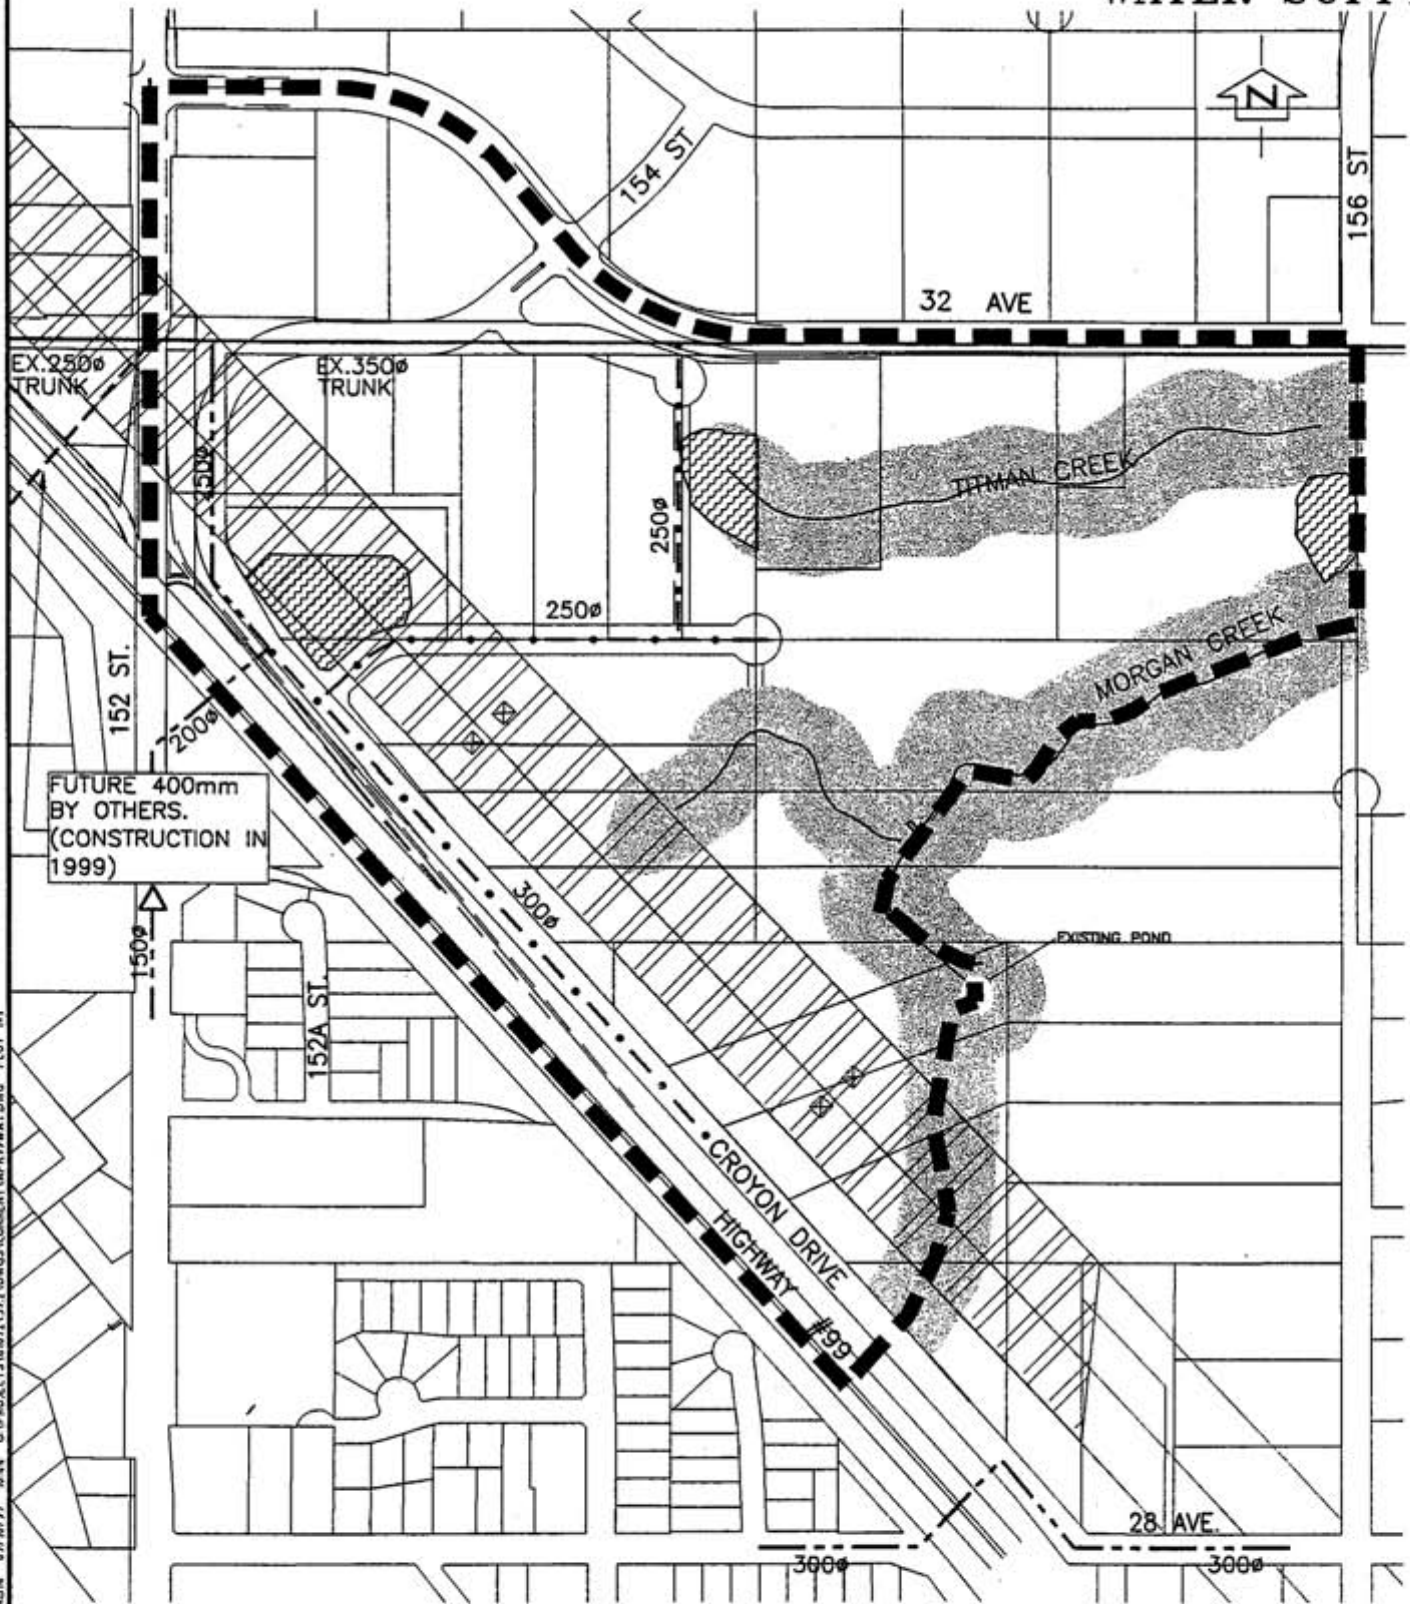 N
154 ST
156 ST
32 AVE
EX.250ø
TRUNK
EX.350ø
TRUNK
250ø
TITMAN CREEK
250ø
250ø
MORGAN CREEK
152 ST.
200ø
FUTURE 400mm
BY OTHERS.
(CONSTRUCTION IN
1999)
300ø
150ø
EXISTING POND
152A ST.
CROYON DRIVE
HIGHWAY #99
28 AVE.
300ø
300ø